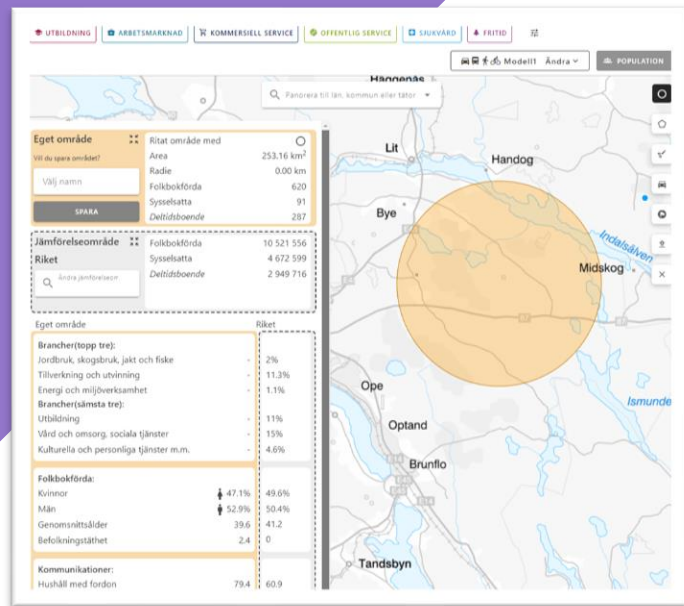 UTBILDNING
ARBETSMARKNAD
KOMMERSIELL SERVICE
OFFENTLIG SERVICE
SJUKVÅRD
FRITID
Modell1 Ändra
POPULATION
Häggenås
Panorera till län, kommun eller tätor
Eget område
Vill du spara området?
Välj namn
SPARA
Ritat område med
Area 253.16 km²
Radie 0.00 km
Folkbokförda 620
Sysselsatta 91
Deltidsboende 287
Jämförelseområde
Riket
Ändra jämförelseom
Folkbokförda 10 521 556
Sysselsatta 4 672 599
Deltidsboende 2 949 716
Eget område Riket
Brancher(topp tre):
Jordbruk, skogsbruk, jakt och fiske - 2%
Tillverkning och utvinning - 11.3%
Energi och miljöverksamhet - 1.1%
Brancher(sämsta tre):
Utbildning - 11%
Vård och omsorg, sociala tjänster - 15%
Kulturella och personliga tjänster m.m. - 4.6%
Folkbokförda:
Kvinnor 47.1% 49.6%
Män 52.9% 50.4%
Genomsnittsålder 39.6 41.2
Befolkningstäthet 2.4 0
Kommunikationer:
Hushåll med fordon 79.4 60.9
Lit
Handog
Bye
Indalsälven
Midskog
87
Ope
Ismunde
Optand
Brunflo
E14
E45
E14
Tandsbyn